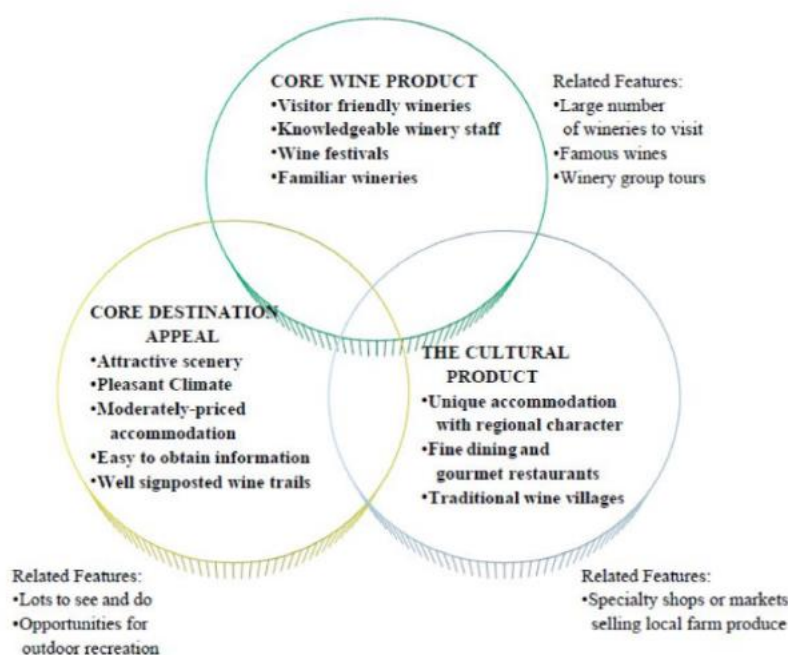 CORE WINE PRODUCT
•Visitor friendly wineries
•Knowledgeable winery staff
•Wine festivals
•Familiar wineries
Related Features:
•Large number
of wineries to visit
•Famous wines
•Winery group tours
CORE DESTINATION
APPEAL
•Attractive scenery
•Pleasant Climate
•Moderately-priced
accommodation
•Easy to obtain information
•Well signposted wine trails
THE CULTURAL
PRODUCT
•Unique accommodation
with regional character
•Fine dining and
gourmet restaurants
•Traditional wine villages
Related Features:
•Lots to see and do
•Opportunities for
outdoor recreation
Related Features:
•Specialty shops or markets
selling local farm produce